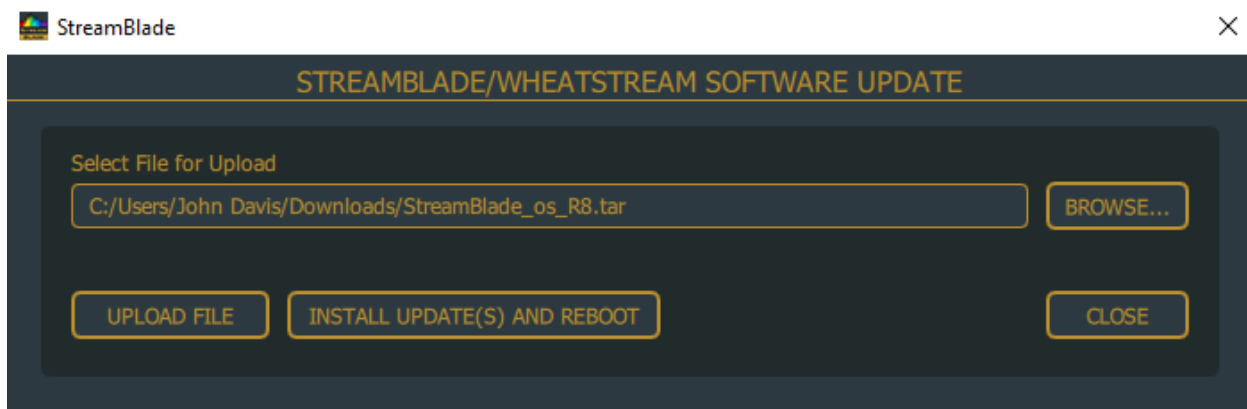 StreamBlade
STREAMBLADE/WHEATSTREAM SOFTWARE UPDATE
Select File for Upload
C:/Users/John Davis/Downloads/StreamBlade_os_R8.tar
BROWSE...
UPLOAD FILE
INSTALL UPDATE(S) AND REBOOT
CLOSE